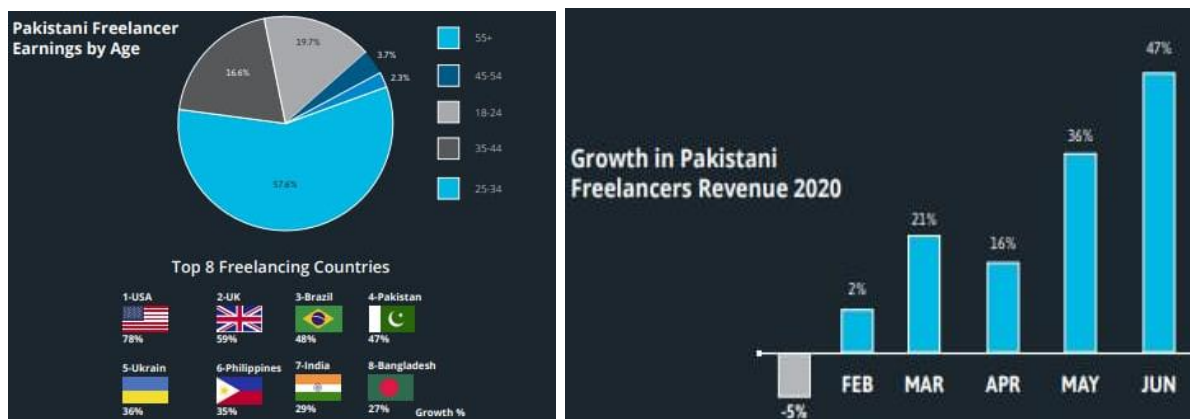 Pakistani Freelancer
Earnings by Age
19.7%
3.7%
2.3%
16.6%
57.6%
55+
45-54
18-24
35-44
25-34
Top 8 Freelancing Countries
1-USA
2-UK
3-Brazil
4-Pakistan
78%
59%
48%
47%
5-Ukrain
6-Philippines
7-India
8-Bangladesh
36%
35%
29%
27%
Growth %
Growth in Pakistani
Freelancers Revenue 2020
-5%
2%
21%
16%
36%
47%
FEB
MAR
APR
MAY
JUN